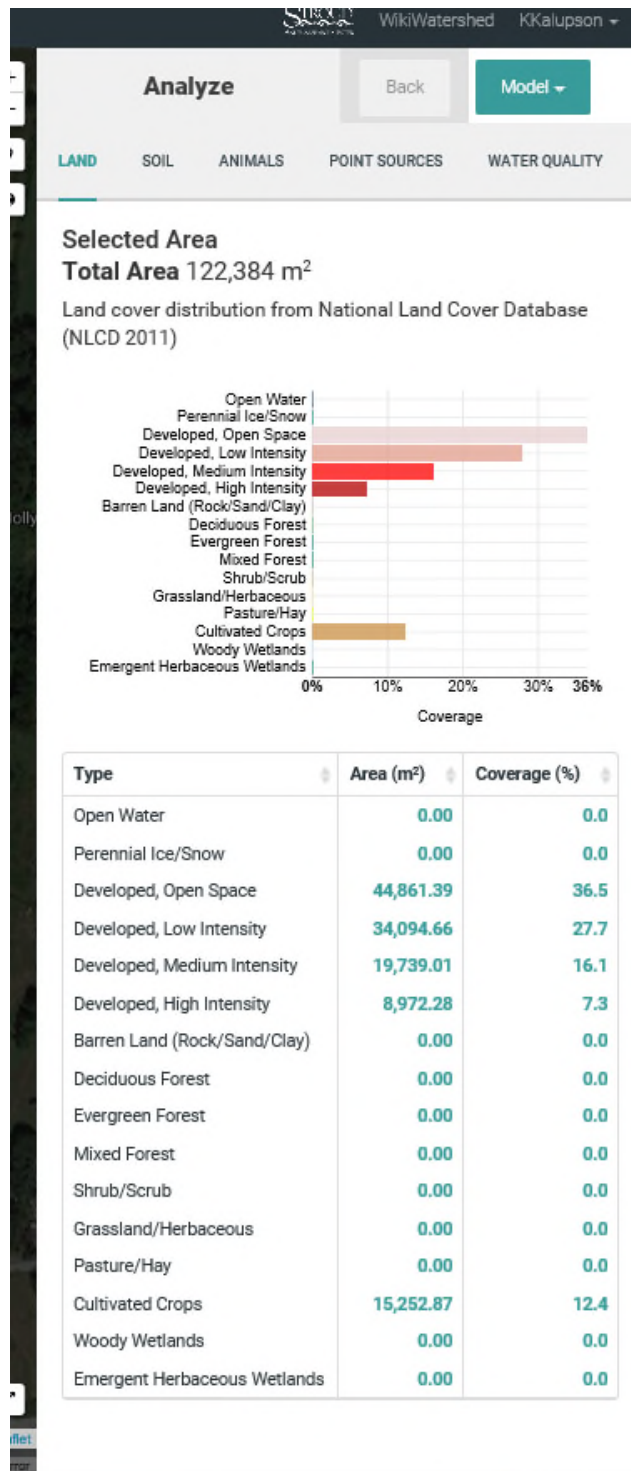 STROUD
WikiWatershed KKalupson
Analyze Back Model
LAND SOIL ANIMALS POINT SOURCES WATER QUALITY
Selected Area
Total Area 122,384 m²
Land cover distribution from National Land Cover Database
(NLCD 2011)
Open Water
Perennial Ice/Snow
Developed, Open Space
Developed, Low Intensity
Developed, Medium Intensity
Developed, High Intensity
Barren Land (Rock/Sand/Clay)
Deciduous Forest
Evergreen Forest
Mixed Forest
Shrub/Scrub
Grassland/Herbaceous
Pasture/Hay
Cultivated Crops
Woody Wetlands
Emergent Herbaceous Wetlands
0% 10% 20% 30% 36%
Coverage
Type Area (m²) Coverage (%)
Open Water 0.00 0.0
Perennial Ice/Snow 0.00 0.0
Developed, Open Space 44,861.39 36.5
Developed, Low Intensity 34,094.66 27.7
Developed, Medium Intensity 19,739.01 16.1
Developed, High Intensity 8,972.28 7.3
Barren Land (Rock/Sand/Clay) 0.00 0.0
Deciduous Forest 0.00 0.0
Evergreen Forest 0.00 0.0
Mixed Forest 0.00 0.0
Shrub/Scrub 0.00 0.0
Grassland/Herbaceous 0.00 0.0
Pasture/Hay 0.00 0.0
Cultivated Crops 15,252.87 12.4
Woody Wetlands 0.00 0.0
Emergent Herbaceous Wetlands 0.00 0.0